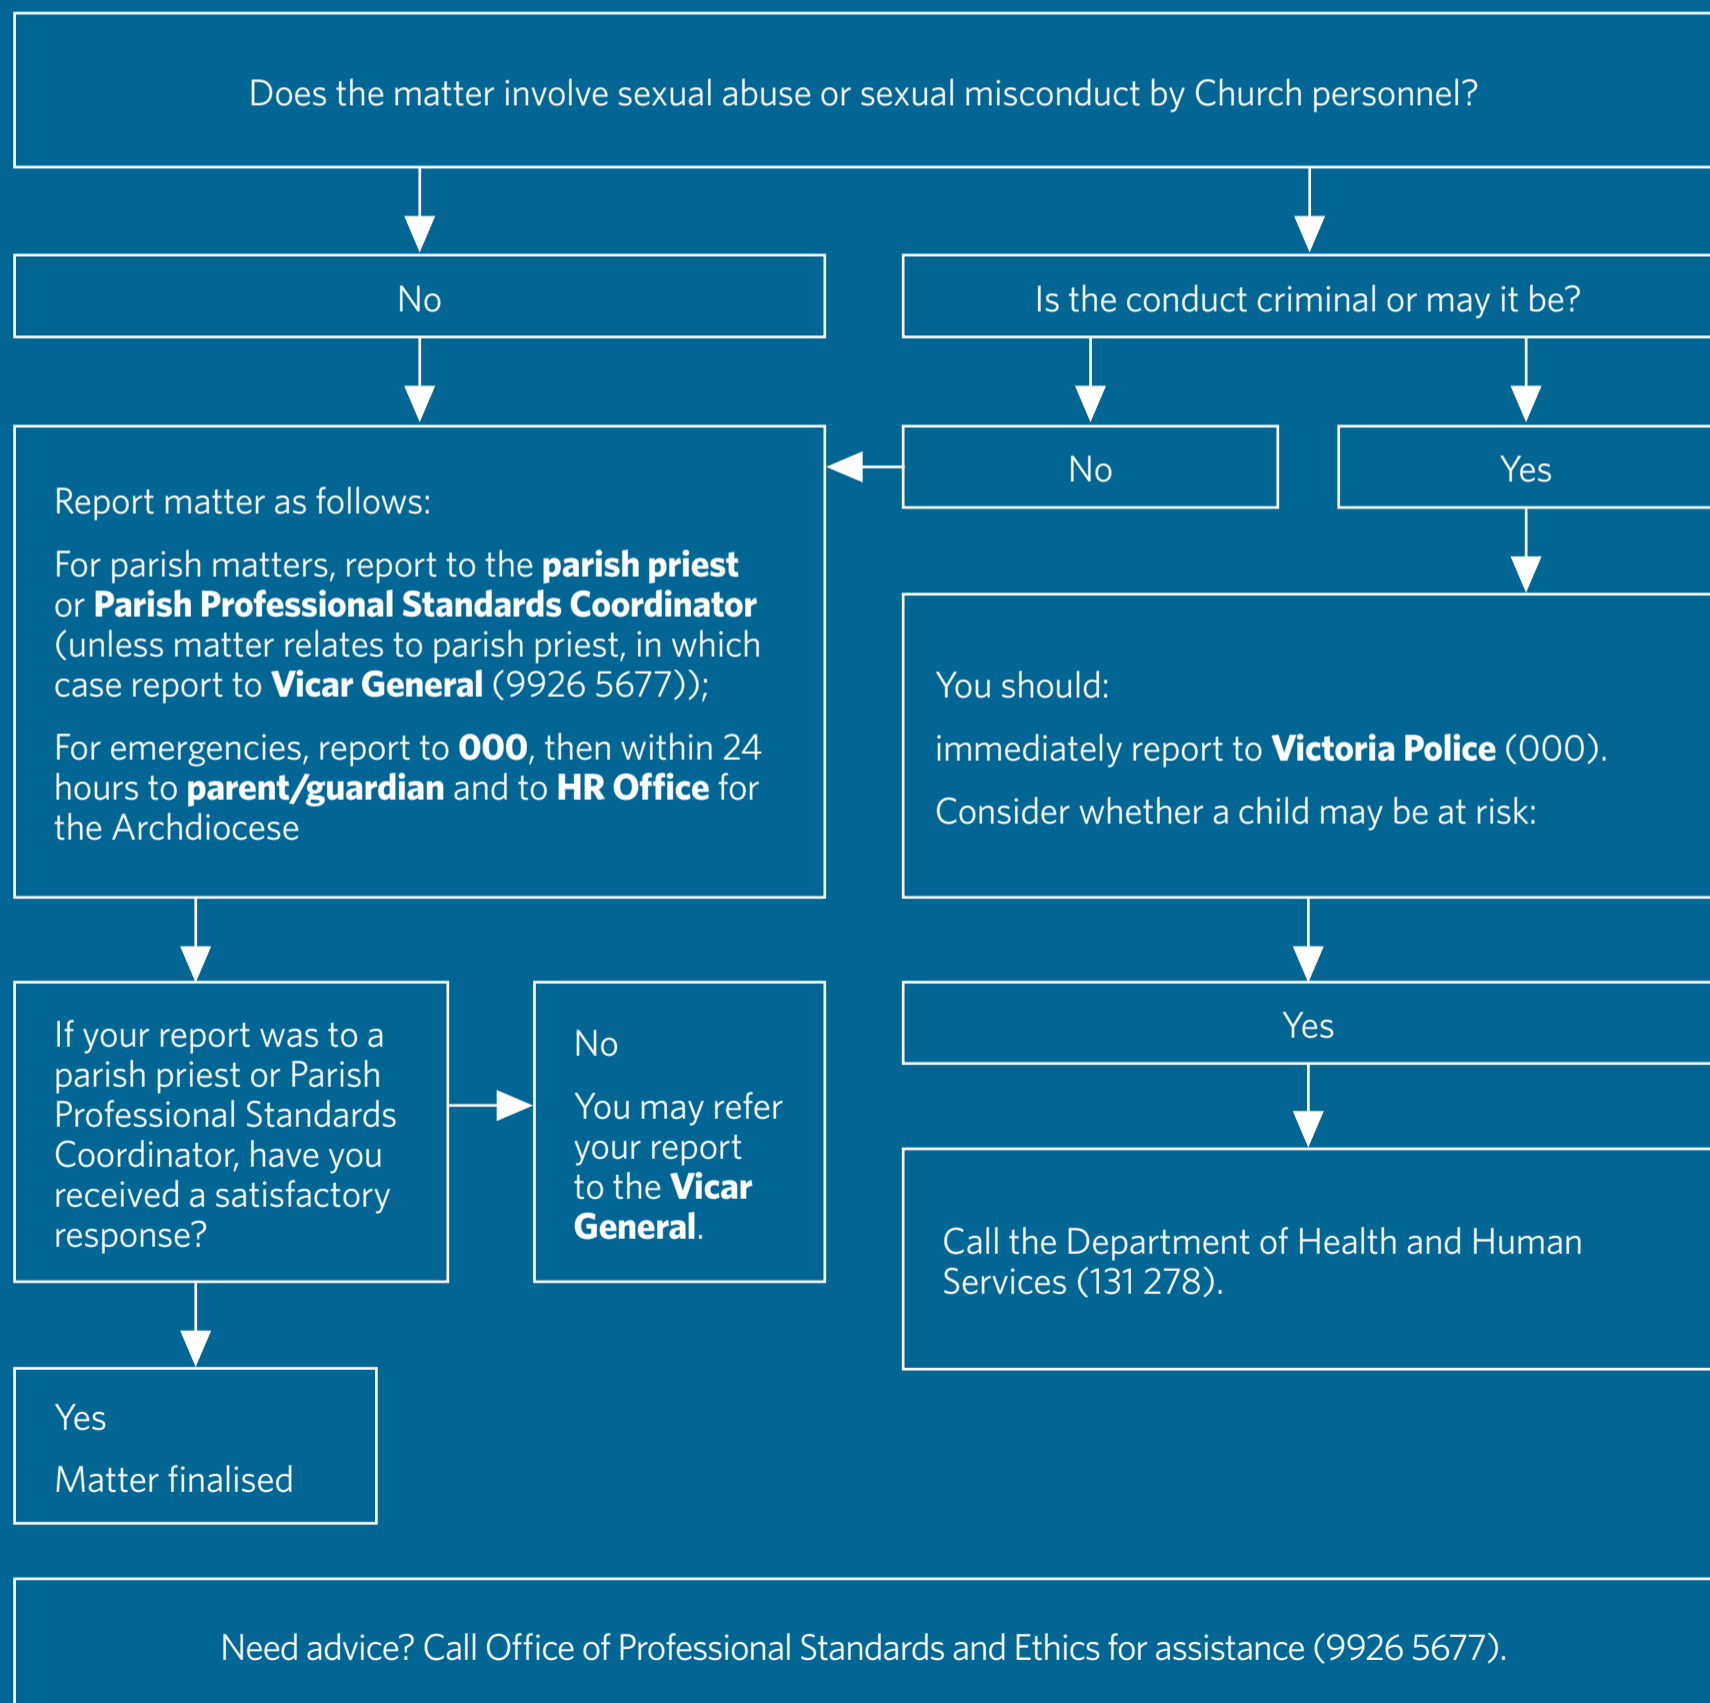 Does the matter involve sexual abuse or sexual misconduct by Church personnel?
No
Is the conduct criminal or may it be?
No
Yes
Report matter as follows:
For parish matters, report to the parish priest
or Parish Professional Standards Coordinator
(unless matter relates to parish priest, in which
case report to Vicar General (9926 5677));
For emergencies, report to 000, then within 24
hours to parent/guardian and to HR Office for
the Archdiocese
You should:
immediately report to Victoria Police (000).
Consider whether a child may be at risk:
If your report was to a
parish priest or Parish
Professional Standards
Coordinator, have you
received a satisfactory
response?
No
You may refer
your report
to the Vicar
General.
Yes
Call the Department of Health and Human
Services (131 278).
Yes
Matter finalised
Need advice? Call Office of Professional Standards and Ethics for assistance (9926 5677).